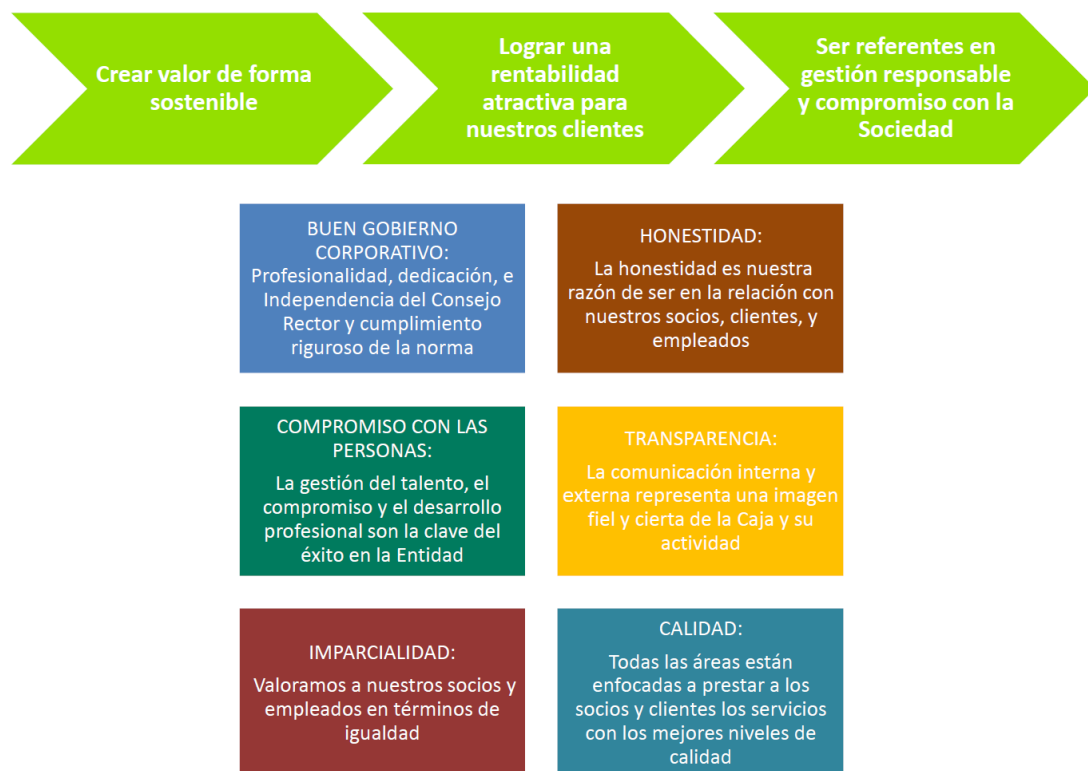 Crear valor de forma
sostenible
Lograr una
rentabilidad
atractiva para
nuestros clientes
Ser referentes en
gestión responsable
y compromiso con la
Sociedad
BUEN GOBIERNO
CORPORATIVO:
Profesionalidad, dedicación, e
Independencia del Consejo
Rector y cumplimiento
riguroso de la norma
HONESTIDAD:
La honestidad es nuestra
razón de ser en la relación con
nuestros socios, clientes, y
empleados
COMPROMISO CON LAS
PERSONAS:
La gestión del talento, el
compromiso y el desarrollo
profesional son la clave del
éxito en la Entidad
TRANSPARENCIA:
La comunicación interna y
externa representa una imagen
fiel y cierta de la Caja y su
actividad
IMPARCIALIDAD:
Valoramos a nuestros socios y
empleados en términos de
igualdad
CALIDAD:
Todas las áreas están
enfocadas a prestar a los
socios y clientes los servicios
con los mejores niveles de
calidad